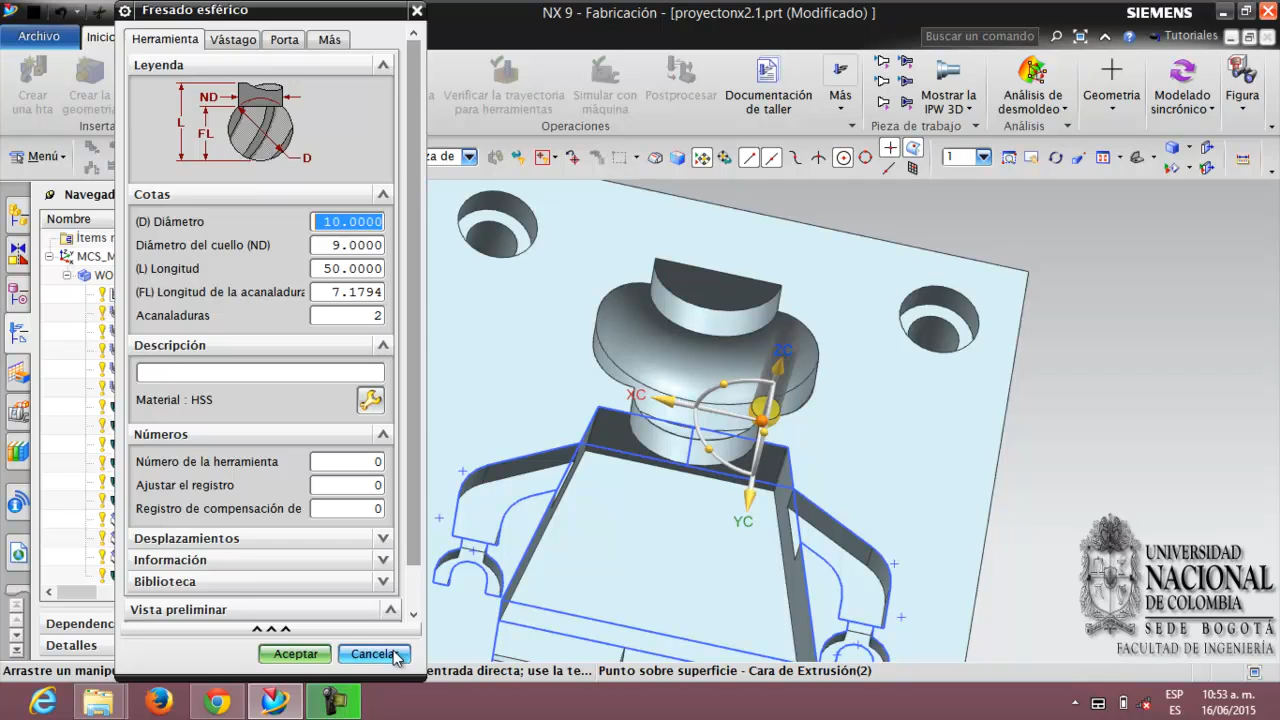 Fresado esférico
NX 9 - Fabricación - [proyectonx2.1.prt (Modificado) ]
SIEMENS
Archivo
Inicio
Buscar un comando
Tutoriales
Herramienta
Vástago
Porta
Más
Leyenda
ND
L
FL
D
Crear una hta
Crear la geometría
Verificar la trayectoria para herramientas
Simular con máquina
Postprocesar
Documentación de taller
Más
Mostrar la IPW 3D
Análisis de desmoldeo
Geometría
Modelado sincrónico
Figura
Operaciones
Pieza de trabajo
Análisis
Menú
1
Cotas
(D) Diámetro 10.0000
Diámetro del cuello (ND) 9.0000
(L) Longitud 50.0000
(FL) Longitud de la acanaladura 7.1794
Acanaladuras 2
Descripción
Material : HSS
Números
Número de la herramienta 0
Ajustar el registro 0
Registro de compensación de 0
Desplazamientos
Información
Biblioteca
Vista preliminar
Aceptar
Cancelar
Navegad
Nombre
Ítems n
MCS_M
WO
Dependenc
Detalles
XC
YC
ZC
UNIVERSIDAD
NACIONAL
DE COLOMBIA
SEDE BOGOTÁ
FACULTAD DE INGENIERÍA
Arrastre un manip
entrada directa; use la te...
Punto sobre superficie - Cara de Extrusión(2)
ESP
ES
10:53 a. m.
16/06/2015